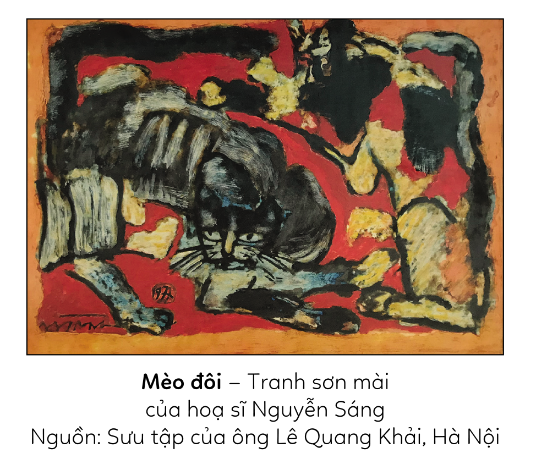 1972
Mèo đôi – Tranh sơn mài
của hoạ sĩ Nguyễn Sáng
Nguồn: Sưu tập của ông Lê Quang Khải, Hà Nội